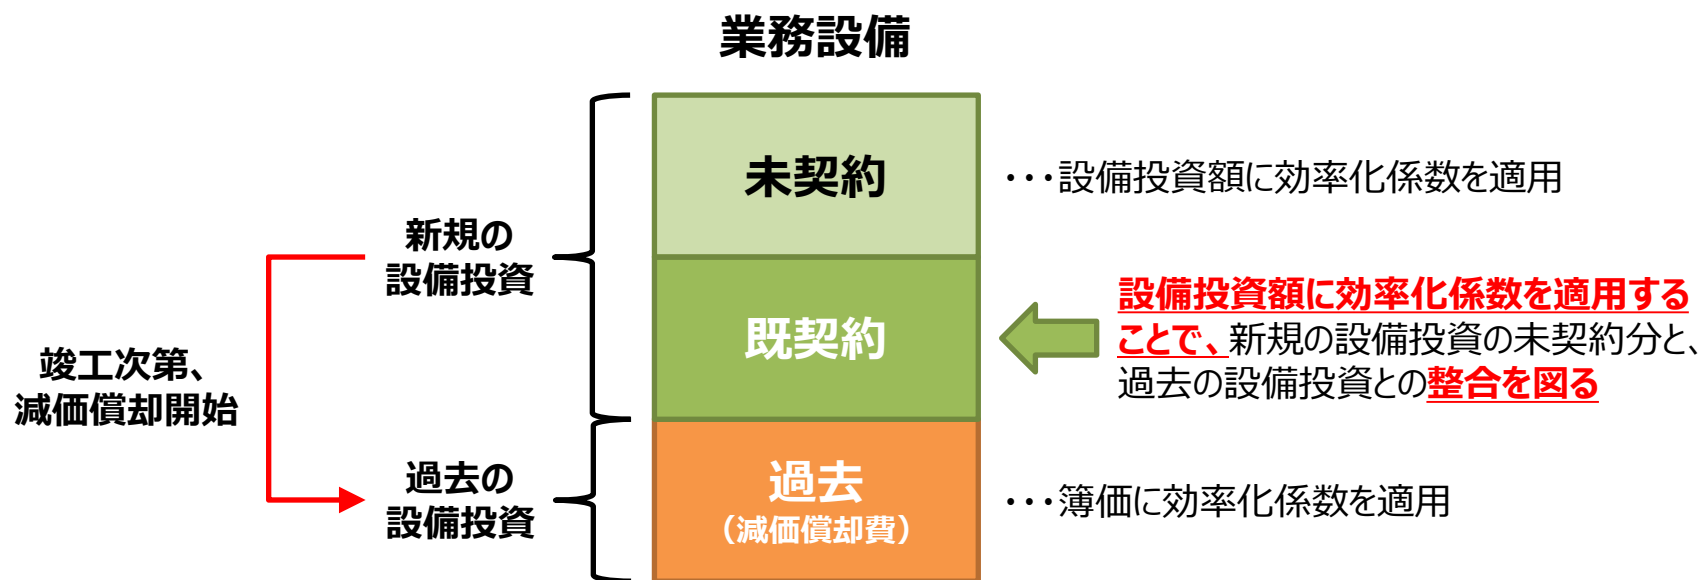 業務設備
未契約
・・・設備投資額に効率化係数を適用
新規の
設備投資
既契約
設備投資額に効率化係数を適用する
ことで、新規の設備投資の未契約分と、
過去の設備投資との整合を図る
竣工次第、
減価償却開始
過去の
設備投資
過去
（減価償却費）
・・・簿価に効率化係数を適用